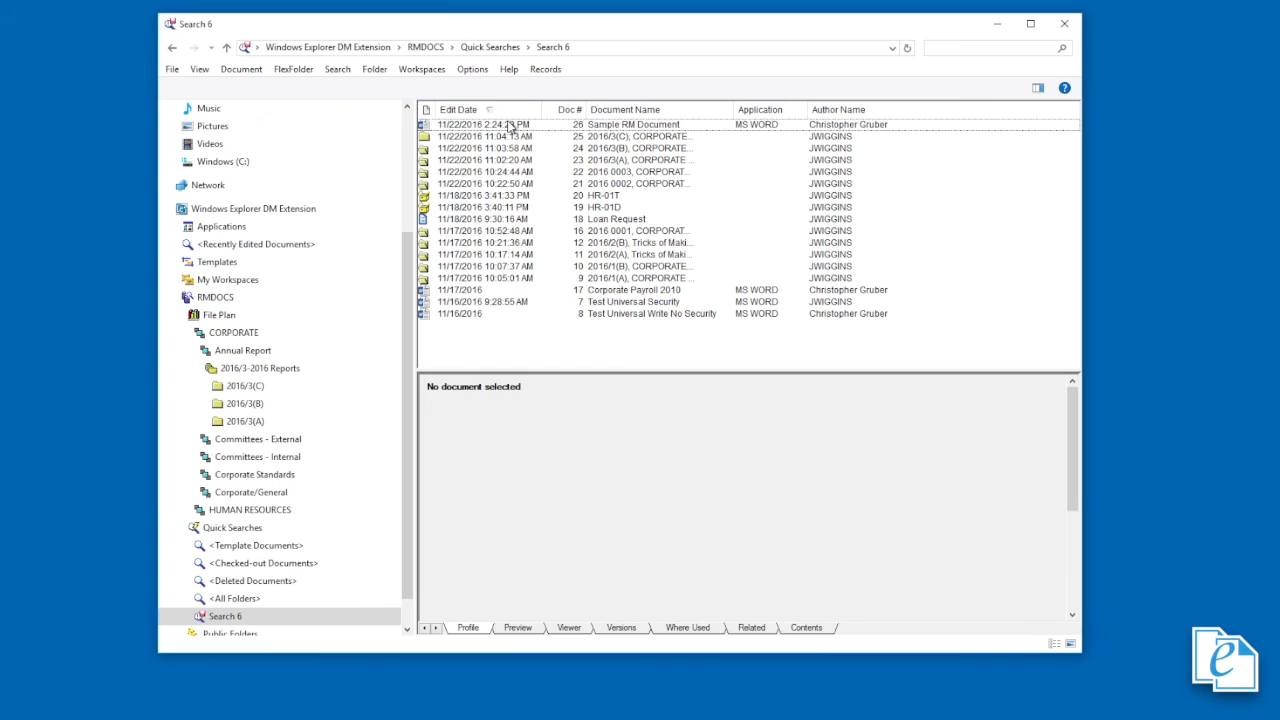 Search 6
Windows Explorer DM Extension RMDOCS Quick Searches Search 6
File View Document FlexFolder Search Folder Workspaces Options Help Records
Music
Pictures
Videos
Windows (C:)
Network
Windows Explorer DM Extension
Applications
<Recently Edited Documents>
Templates
My Workspaces
RMDOCS
File Plan
CORPORATE
Annual Report
2016/3-2016 Reports
2016/3(C)
2016/3(B)
2016/3(A)
Committees - External
Committees - Internal
Corporate Standards
Corporate/General
HUMAN RESOURCES
Quick Searches
<Template Documents>
<Checked-out Documents>
<Deleted Documents>
<All Folders>
Search 6
Public Folders
Edit Date Doc # Document Name Application Author Name
11/22/2016 PM 26 Sample RM Document MS WORD Christopher Gruber
11/22/2016 11:04:13 AM 25 2016/3(C), CORPORATE... JWIGGINS
11/22/2016 11:03:58 AM 24 2016/3(B), CORPORATE... JWIGGINS
11/22/2016 11:02:20 AM 23 2016/3(A), CORPORATE ... JWIGGINS
11/22/2016 10:24:44 AM 22 2016 0003, CORPORAT... JWIGGINS
11/22/2016 10:22:50 AM 21 2016 0002, CORPORAT... JWIGGINS
11/18/2016 3:41:33 PM 20 HR-01T JWIGGINS
11/18/2016 3:40:11 PM 19 HR-01D JWIGGINS
11/18/2016 9:30:16 AM 18 Loan Request JWIGGINS
11/17/2016 10:52:48 AM 16 2016 0001, CORPORATE ... JWIGGINS
11/17/2016 10:21:36 AM 12 2016/2(B), Tricks of Maki... JWIGGINS
11/17/2016 10:17:14 AM 11 2016/2(A), Tricks of Maki... JWIGGINS
11/17/2016 10:07:37 AM 10 2016/1(B), CORPORATE... JWIGGINS
11/17/2016 10:05:01 AM 9 2016/1(A), CORPORATE ... JWIGGINS
11/17/2016 17 Corporate Payroll 2010 MS WORD Christopher Gruber
11/16/2016 9:28:55 AM 7 Test Universal Security MS WORD JWIGGINS
11/16/2016 8 Test Universal Write No Security MS WORD Christopher Gruber
No document selected
Profile Preview Viewer Versions Where Used Related Contents